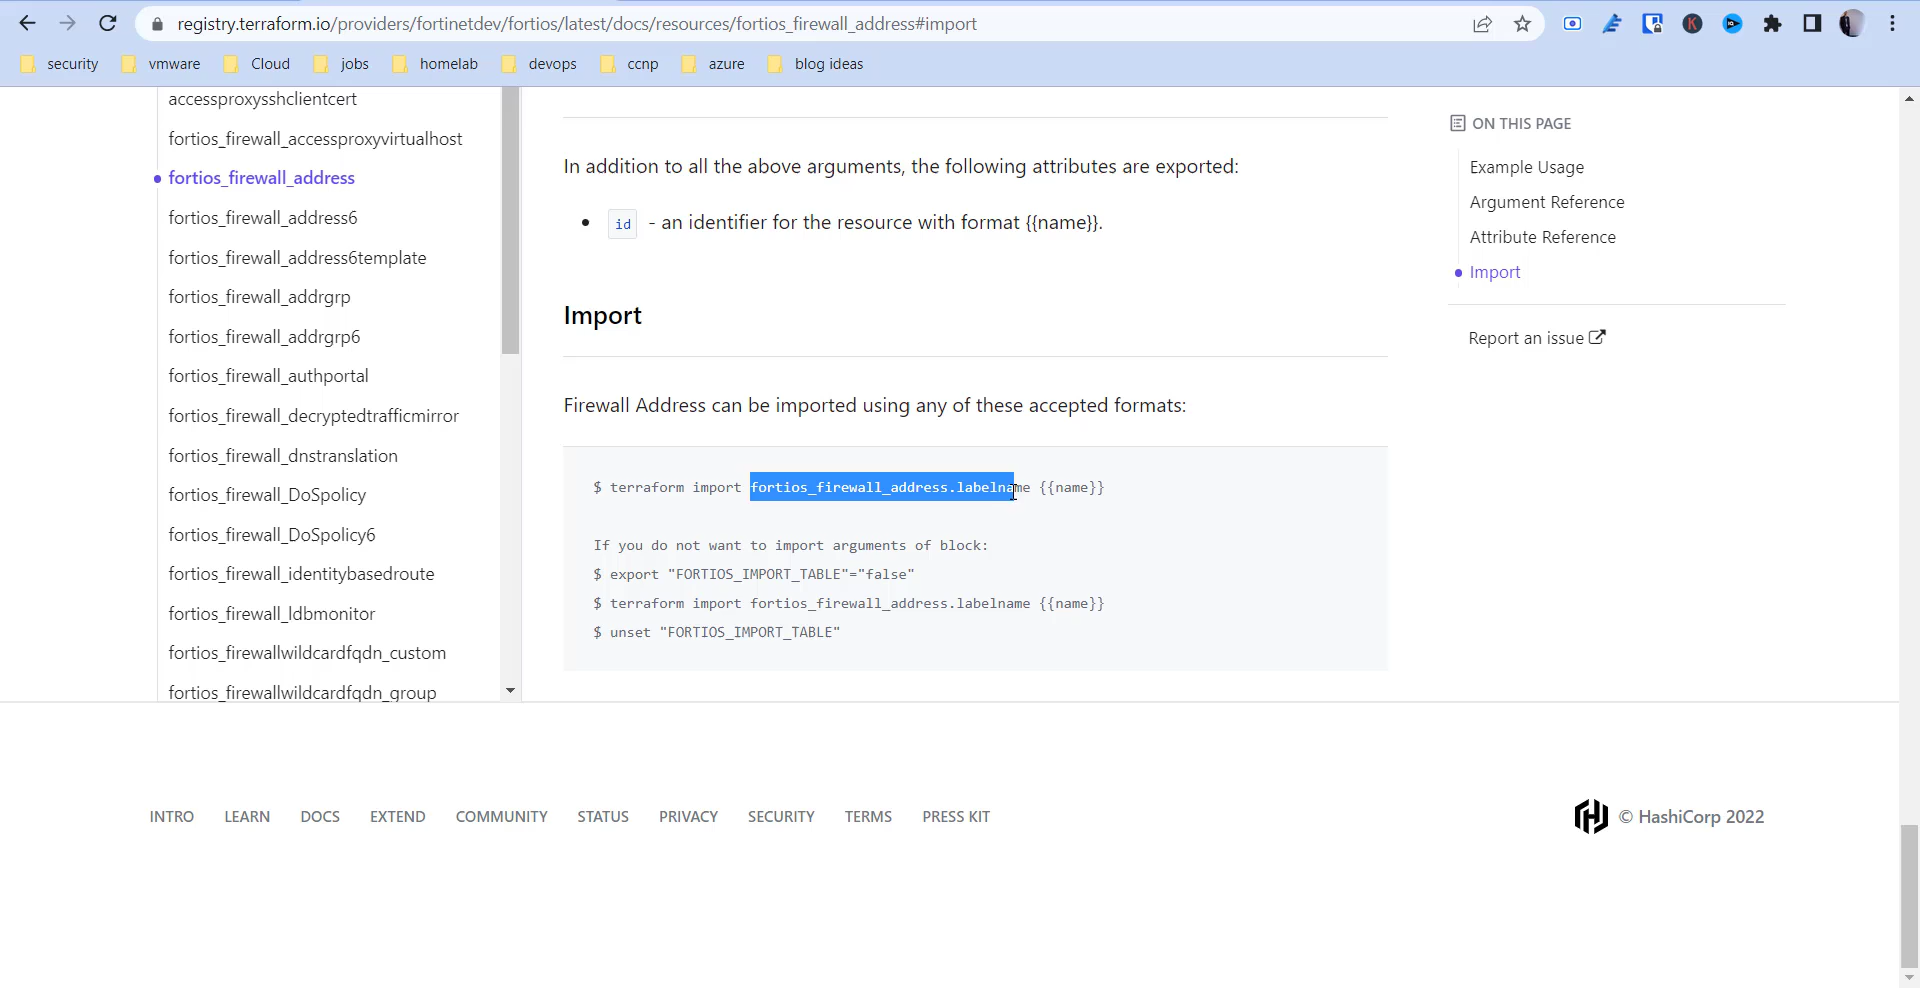 registry.terraform.io/providers/fortinetdev/fortios/latest/docs/resources/fortios_firewall_address#import
security vmware Cloud jobs homelab devops ccnp azure blog ideas
accessproxysshclientcert
fortios_firewall_accessproxyvirtualhost
fortios_firewall_address
fortios_firewall_address6
fortios_firewall_address6template
fortios_firewall_addrgrp
fortios_firewall_addrgrp6
fortios_firewall_authportal
fortios_firewall_decryptedtrafficmirror
fortios_firewall_dnstranslation
fortios_firewall_DoSpolicy
fortios_firewall_DoSpolicy6
fortios_firewall_identitybasedroute
fortios_firewall_ldbmonitor
fortios_firewallwildcardfqdn_custom
fortios_firewallwildcardfqdn_group
In addition to all the above arguments, the following attributes are exported:
id - an identifier for the resource with format {{name}}.
Import
Firewall Address can be imported using any of these accepted formats:
$ terraform import fortios_firewall_address.labelname {{name}}
If you do not want to import arguments of block:
$ export "FORTIOS_IMPORT_TABLE"="false"
$ terraform import fortios_firewall_address.labelname {{name}}
$ unset "FORTIOS_IMPORT_TABLE"
ON THIS PAGE
Example Usage
Argument Reference
Attribute Reference
Import
Report an issue
INTRO LEARN DOCS EXTEND COMMUNITY STATUS PRIVACY SECURITY TERMS PRESS KIT
© HashiCorp 2022